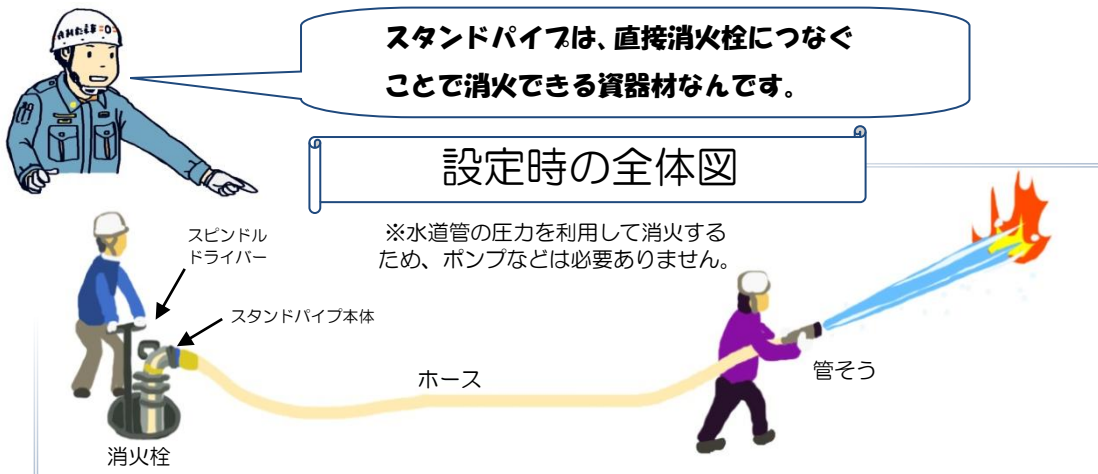 スタンドパイプは、直接消火栓につなぐ
ことで消火できる資器材なんです。
設定時の全体図
※水道管の圧力を利用して消火する
ため、ポンプなどは必要ありません。
スピンドル
ドライバー
スタンドパイプ本体
ホース
管そう
消火栓